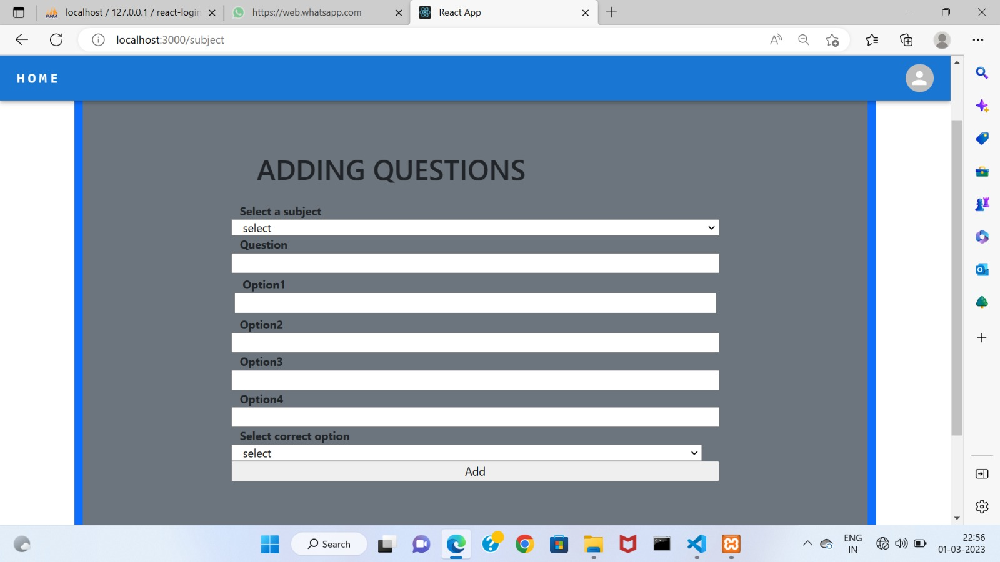 localhost / 127.0.0.1 / react-login
https://web.whatsapp.com
React App
localhost:3000/subject
HOME
ADDING QUESTIONS
Select a subject
select
Question
Option1
Option2
Option3
Option4
Select correct option
select
Add
Search
ENG
IN
22:56
01-03-2023